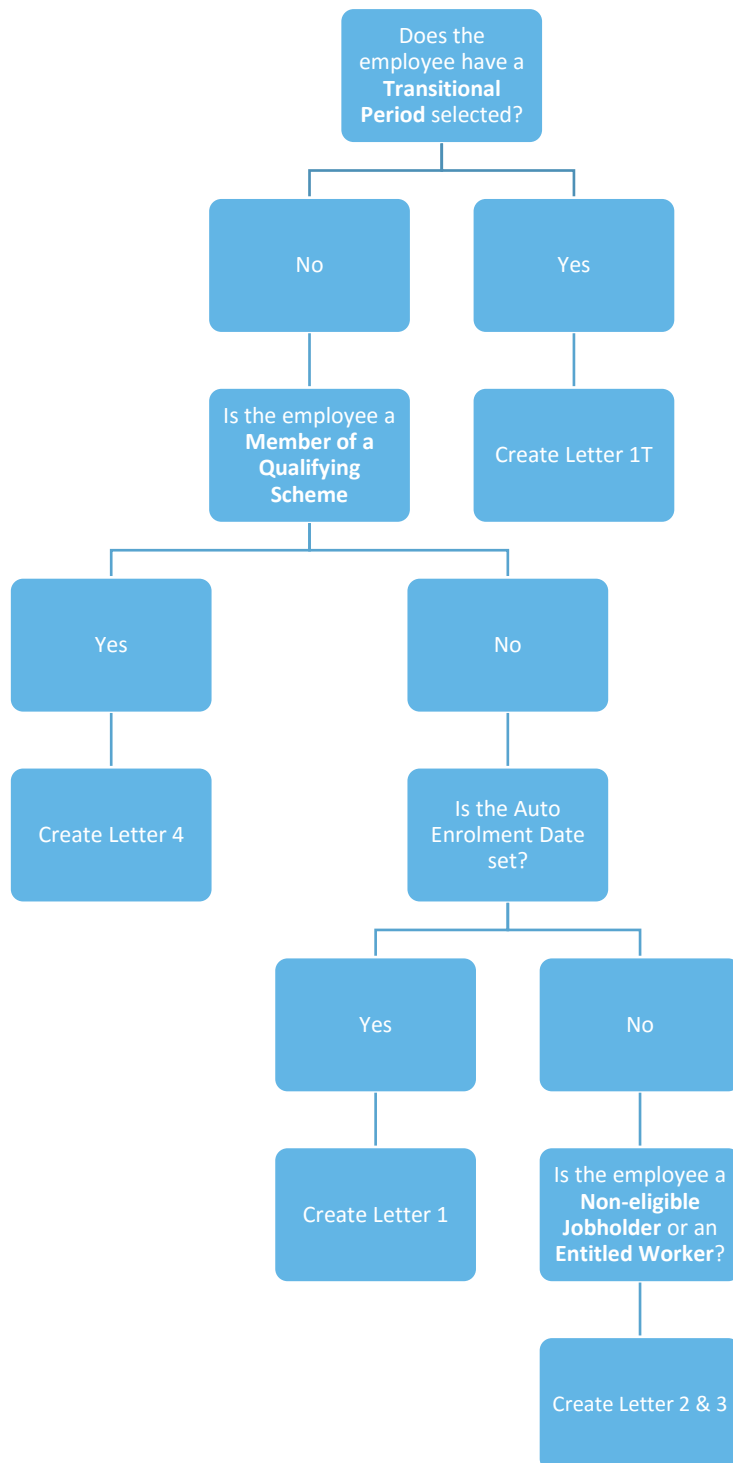 Does the
employee have a
Transitional
Period selected?
No
Yes
Is the employee a
Member of a
Qualifying
Scheme
Create Letter 1T
Yes
No
Create Letter 4
Is the Auto
Enrolment Date
set?
Yes
No
Create Letter 1
Is the employee a
Non-eligible
Jobholder or an
Entitled Worker?
Create Letter 2 & 3